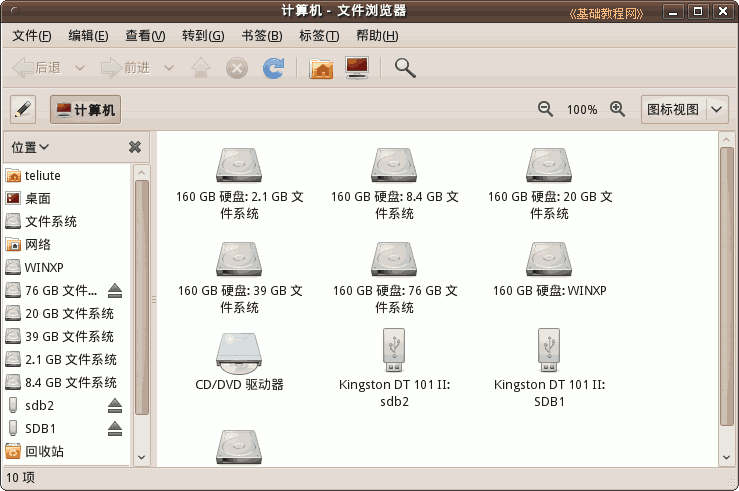 计算机 - 文件浏览器
《基础教程网》
文件(F) 编辑(E) 查看(V) 转到(G) 书签(B) 标签(T) 帮助(H)
后退 前进
计算机 100% 图标视图
位置
teliute
桌面
文件系统
网络
WINXP
76 GB 文件...
20 GB 文件系统
39 GB 文件系统
2.1 GB 文件系统
8.4 GB 文件系统
sdb2
SDB1
回收站
160 GB 硬盘: 2.1 GB 文
件系统
160 GB 硬盘: 8.4 GB 文
件系统
160 GB 硬盘: 20 GB 文
件系统
160 GB 硬盘: 39 GB 文
件系统
160 GB 硬盘: 76 GB 文
件系统
160 GB 硬盘: WINXP
CD/DVD 驱动器
Kingston DT 101 II:
sdb2
Kingston DT 101 II:
SDB1
10 项